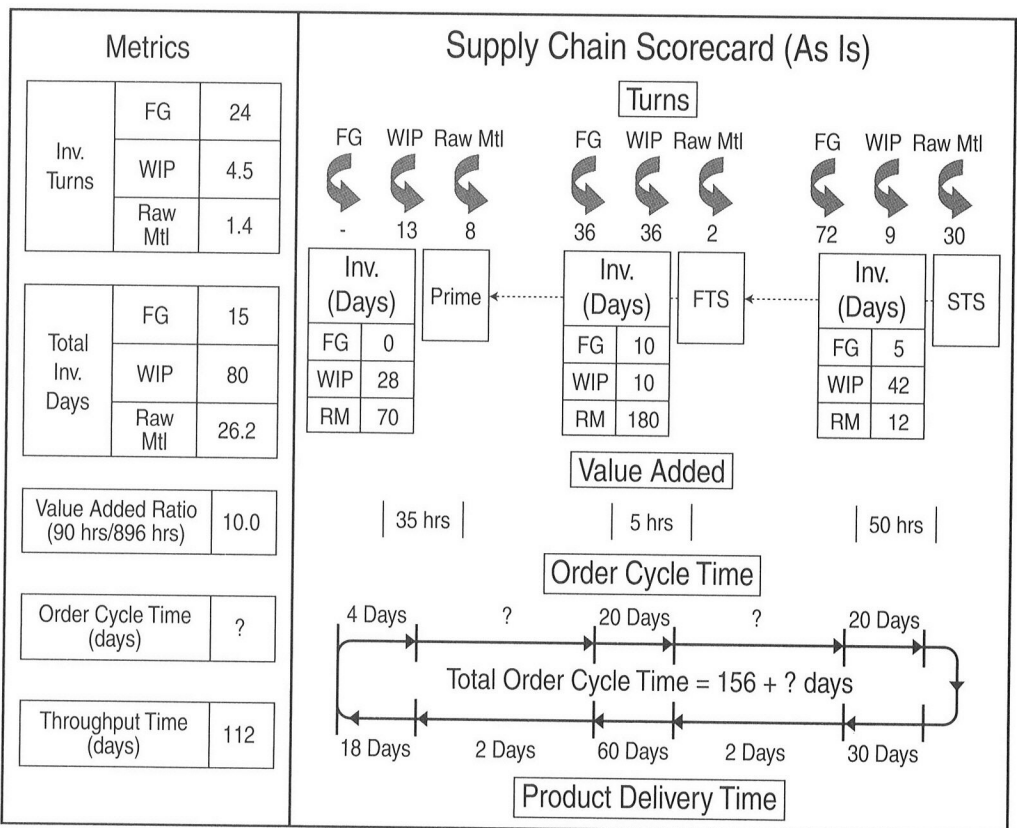 Metrics
Inv.
Turns
FG
24
WIP
4.5
Raw
Mtl
1.4
Total
Inv.
Days
FG
15
WIP
80
Raw
Mtl
26.2
Value Added Ratio
(90 hrs/896 hrs)
10.0
Order Cycle Time
(days)
?
Throughput Time
(days)
112
Supply Chain Scorecard (As Is)
Turns
FG WIP Raw Mtl
- 13 8
FG WIP Raw Mtl
36 36 2
FG WIP Raw Mtl
72 9 30
Inv.
(Days)
FG 0
WIP 28
RM 70
Prime
Inv.
(Days)
FG 10
WIP 10
RM 180
FTS
Inv.
(Days)
FG 5
WIP 42
RM 12
STS
Value Added
35 hrs
5 hrs
50 hrs
Order Cycle Time
4 Days ? 20 Days ? 20 Days
Total Order Cycle Time = 156 + ? days
18 Days 2 Days 60 Days 2 Days 30 Days
Product Delivery Time